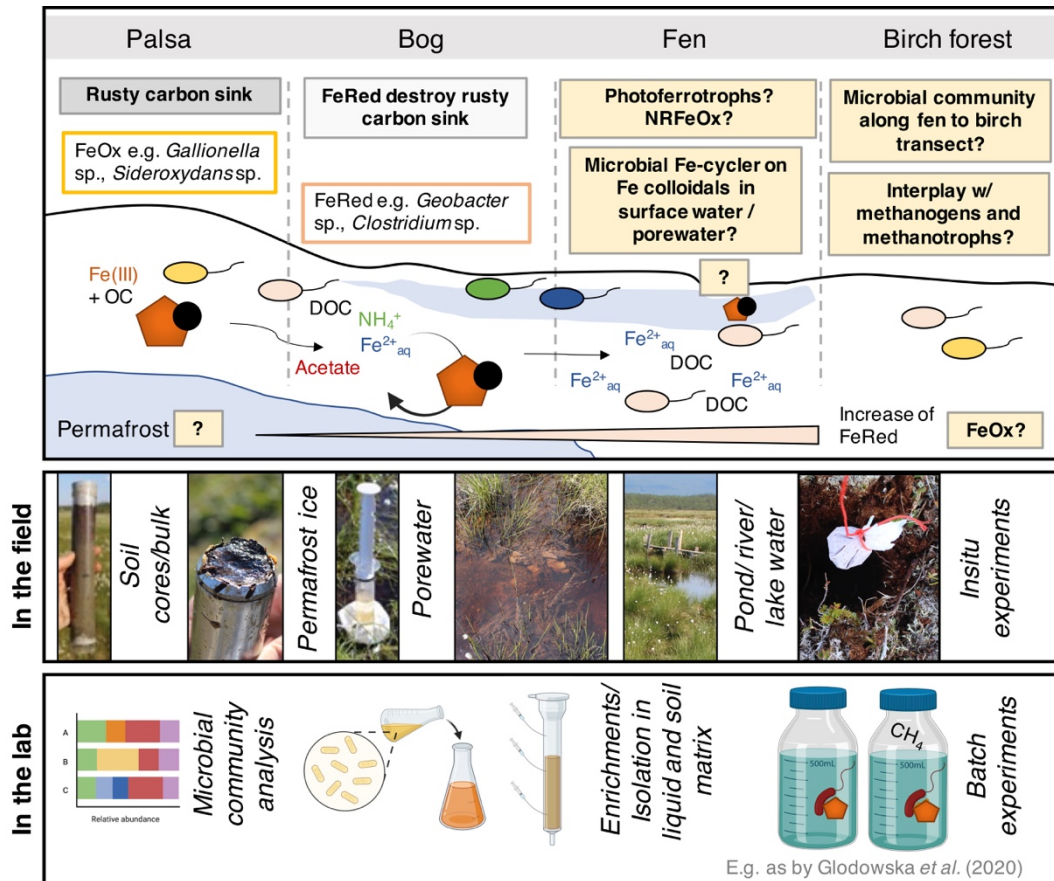 Palsa
Bog
Fen
Birch forest
Rusty carbon sink
FeOx e.g. Gallionella
sp., Sideroxydans sp.
FeRed destroy rusty
carbon sink
FeRed e.g. Geobacter
sp., Clostridium sp.
Photoferrotrophs?
NRFeOx?
Microbial Fe-cycler on
Fe colloidals in
surface water /
porewater?
Microbial community
along fen to birch
transect?
Interplay w/
methanogens and
methanotrophs?
?
Fe(III)
+ OC
DOC
NH₄⁺
Fe²⁺aq
Acetate
Fe²⁺aq
DOC
Fe²⁺aq
Fe²⁺aq
DOC
Permafrost
?
Increase of
FeRed
FeOx?
In the field
Soil
cores/bulk
Permafrost ice
Porewater
Pond/ river/
lake water
Insitu
experiments
In the lab
A
B
C
Relative abundance
Microbial
community
analysis
Enrichments/
Isolation in
liquid and soil
matrix
500mL
CH₄
500mL
Batch
experiments
E.g. as by Glodowska et al. (2020)